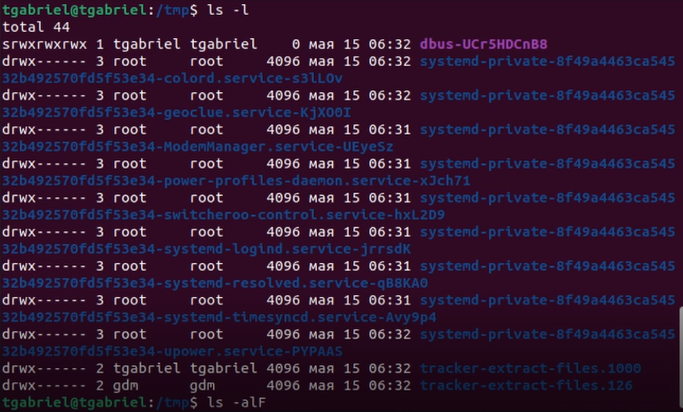 tgabriel@tgabriel:/tmp$ ls -l
total 44
srwxrwxrwx 1 tgabriel tgabriel    0 мая 15 06:32 dbus-UCr5HDCnB8
drwx------ 3 root     root     4096 мая 15 06:32 systemd-private-8f49a4463ca545
32b492570fd5f53e34-colord.service-s3lLOv
drwx------ 3 root     root     4096 мая 15 06:32 systemd-private-8f49a4463ca545
32b492570fd5f53e34-geoclue.service-KjXO0I
drwx------ 3 root     root     4096 мая 15 06:31 systemd-private-8f49a4463ca545
32b492570fd5f53e34-ModemManager.service-UEyeSz
drwx------ 3 root     root     4096 мая 15 06:31 systemd-private-8f49a4463ca545
32b492570fd5f53e34-power-profiles-daemon.service-xJch71
drwx------ 3 root     root     4096 мая 15 06:31 systemd-private-8f49a4463ca545
32b492570fd5f53e34-switcheroo-control.service-hxL2D9
drwx------ 3 root     root     4096 мая 15 06:31 systemd-private-8f49a4463ca545
32b492570fd5f53e34-systemd-logind.service-jrrsdK
drwx------ 3 root     root     4096 мая 15 06:31 systemd-private-8f49a4463ca545
32b492570fd5f53e34-systemd-resolved.service-qB8KA0
drwx------ 3 root     root     4096 мая 15 06:31 systemd-private-8f49a4463ca545
32b492570fd5f53e34-systemd-timesyncd.service-Avy9p4
drwx------ 3 root     root     4096 мая 15 06:32 systemd-private-8f49a4463ca545
32b492570fd5f53e34-upower.service-PYPAAS
drwx------ 2 tgabriel tgabriel 4096 мая 15 06:32 tracker-extract-files.1000
drwx------ 2 gdm      gdm      4096 мая 15 06:32 tracker-extract-files.126
tgabriel@tgabriel:/tmp$ ls -alF